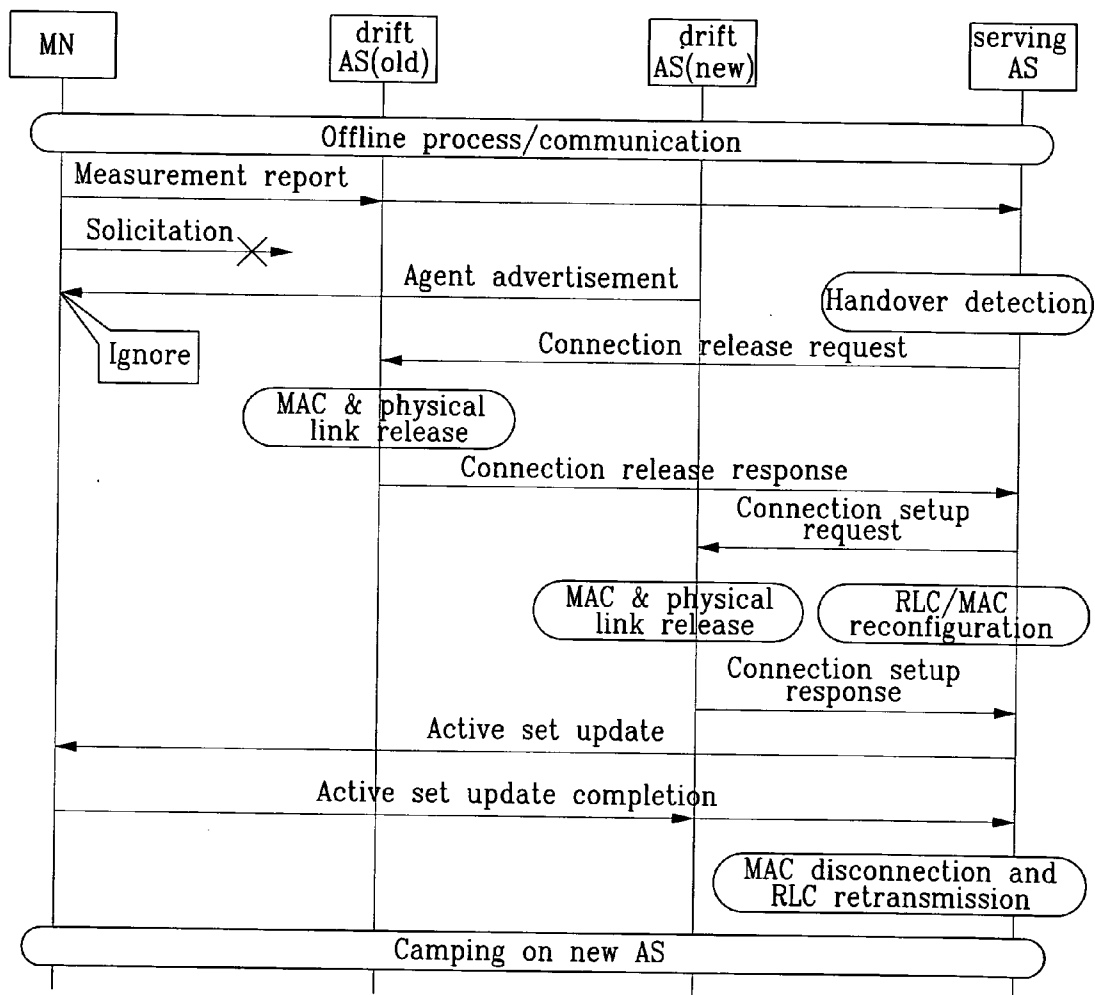 MN
drift
AS(old)
drift
AS(new)
serving
AS
Offline process/communication
Measurement report
Solicitation
Agent advertisement
Handover detection
Ignore
Connection release request
MAC & physical
link release
Connection release response
Connection setup
request
MAC & physical
link release
RLC/MAC
reconfiguration
Connection setup
response
Active set update
Active set update completion
MAC disconnection and
RLC retransmission
Camping on new AS